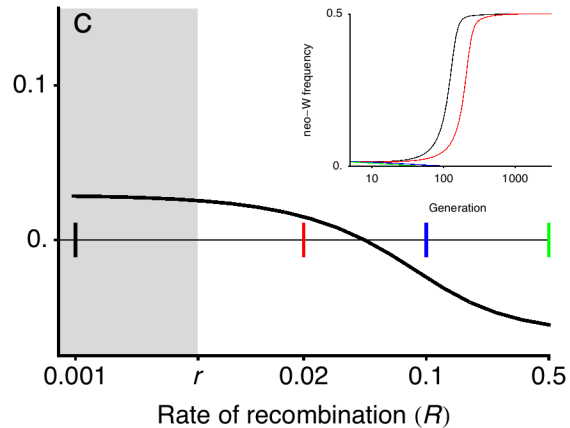 C
0.1
0.
0.001
r
0.02
0.1
0.5
Rate of recombination (R)
0.5
neo-W frequency
0.
10
100
1000
Generation